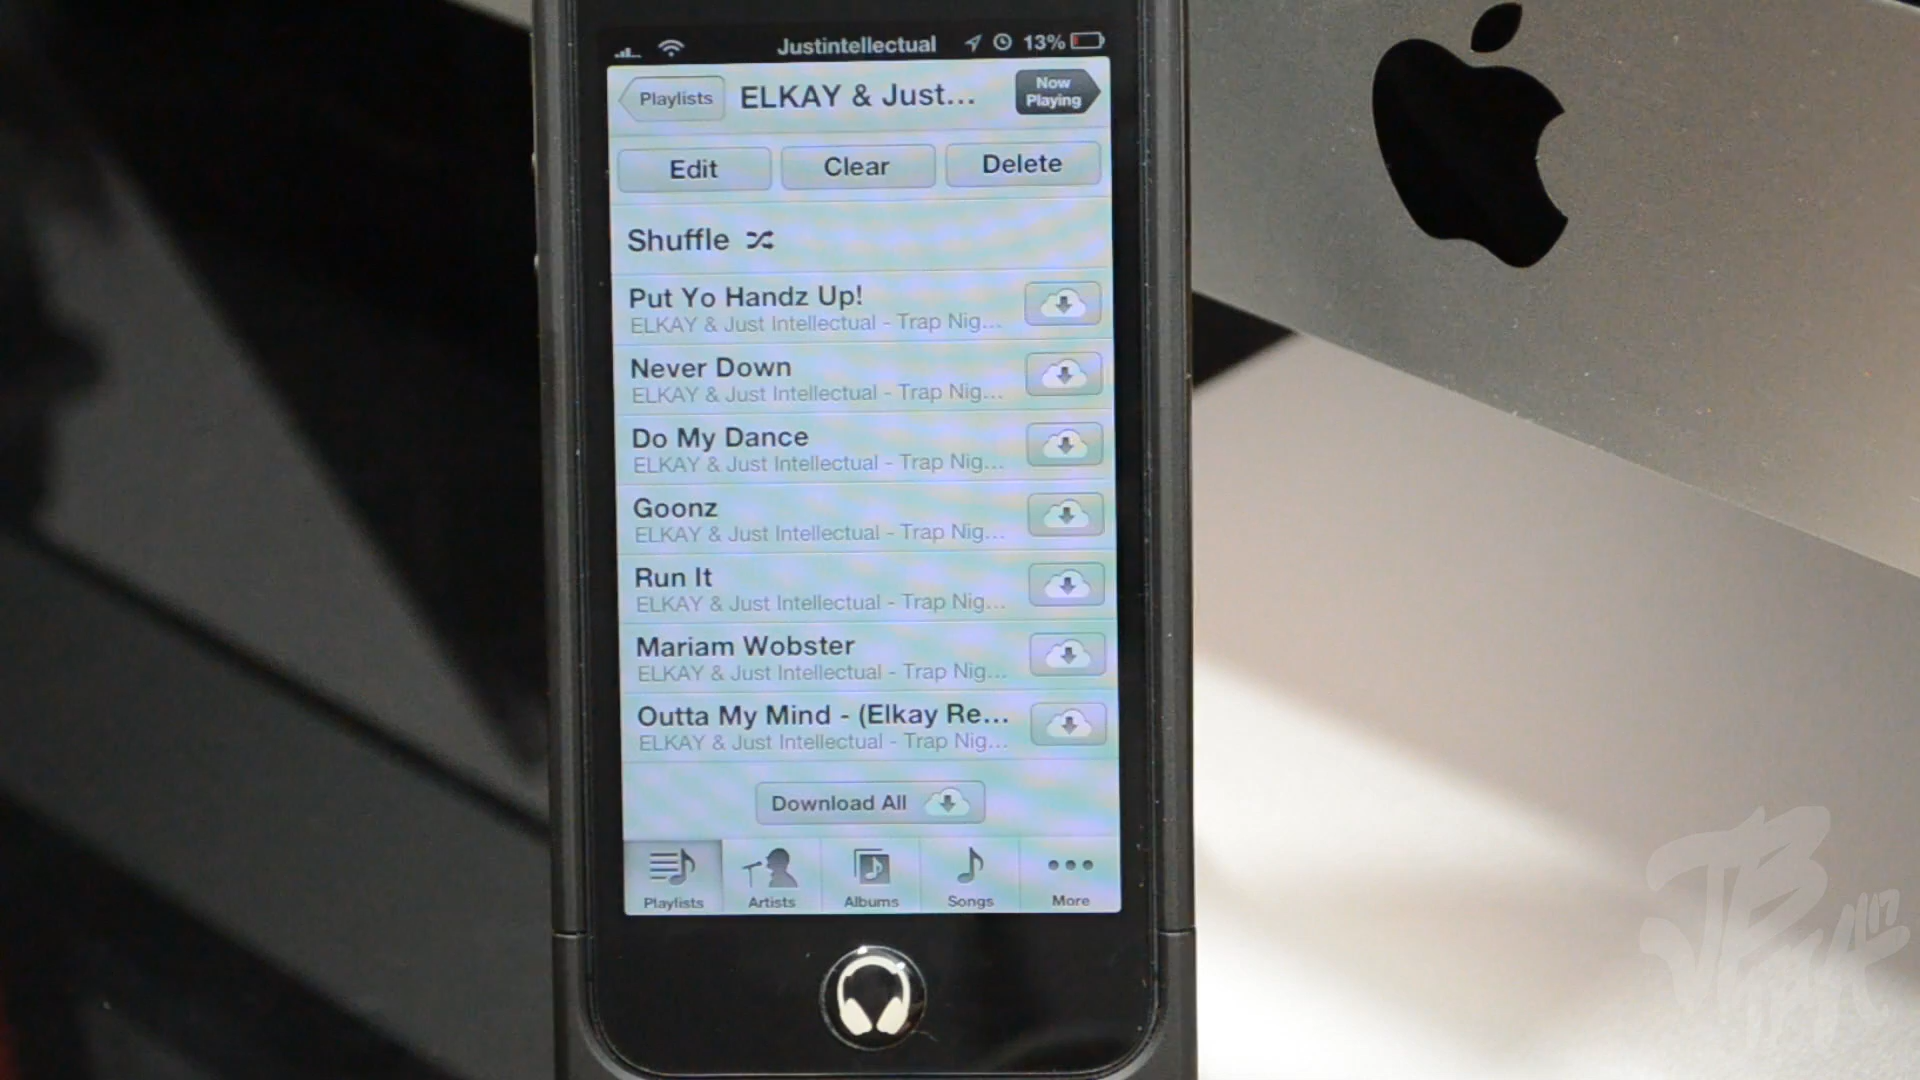 Justintellectual 13%
Playlists ELKAY & Just... Now Playing
Edit Clear Delete
Shuffle
Put Yo Handz Up!
ELKAY & Just Intellectual - Trap Nig...
Never Down
ELKAY & Just Intellectual - Trap Nig...
Do My Dance
ELKAY & Just Intellectual - Trap Nig...
Goonz
ELKAY & Just Intellectual - Trap Nig...
Run It
ELKAY & Just Intellectual - Trap Nig...
Mariam Wobster
ELKAY & Just Intellectual - Trap Nig...
Outta My Mind - (Elkay Re...
ELKAY & Just Intellectual - Trap Nig...
Download All
Playlists Artists Albums Songs More